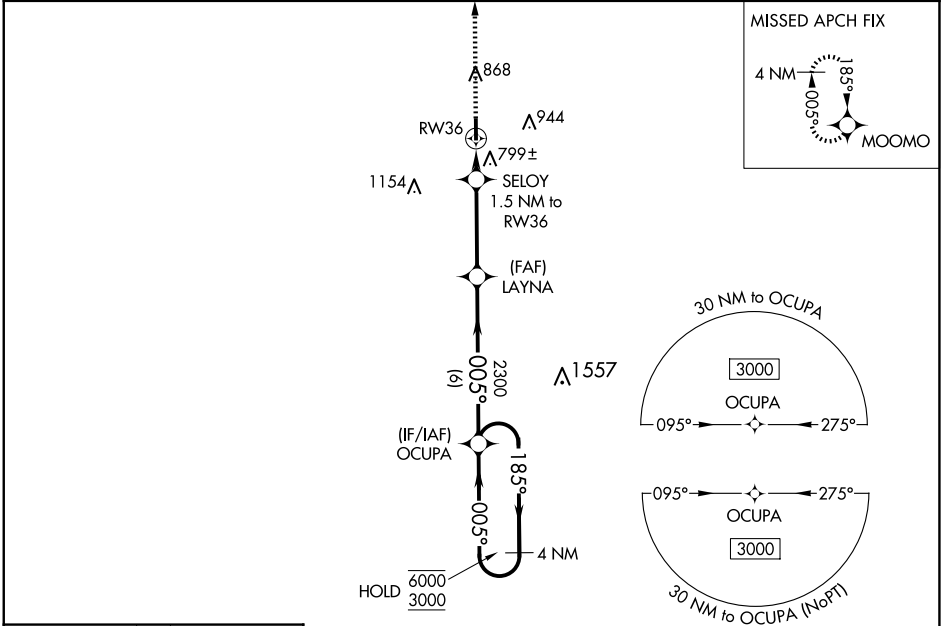 MISSED APCH FIX
4 NM
185°
005°
MOOMO
868
RW36
944
799±
1154
SELOY
1.5 NM to
RW36
(FAF)
LAYNA
2300
005°
(6)
1557
(IF/IAF)
OCUPA
185°
005°
4 NM
HOLD
6000
3000
30 NM to OCUPA
3000
OCUPA
095°
275°
095°
275°
OCUPA
3000
30 NM to OCUPA (NoPT)